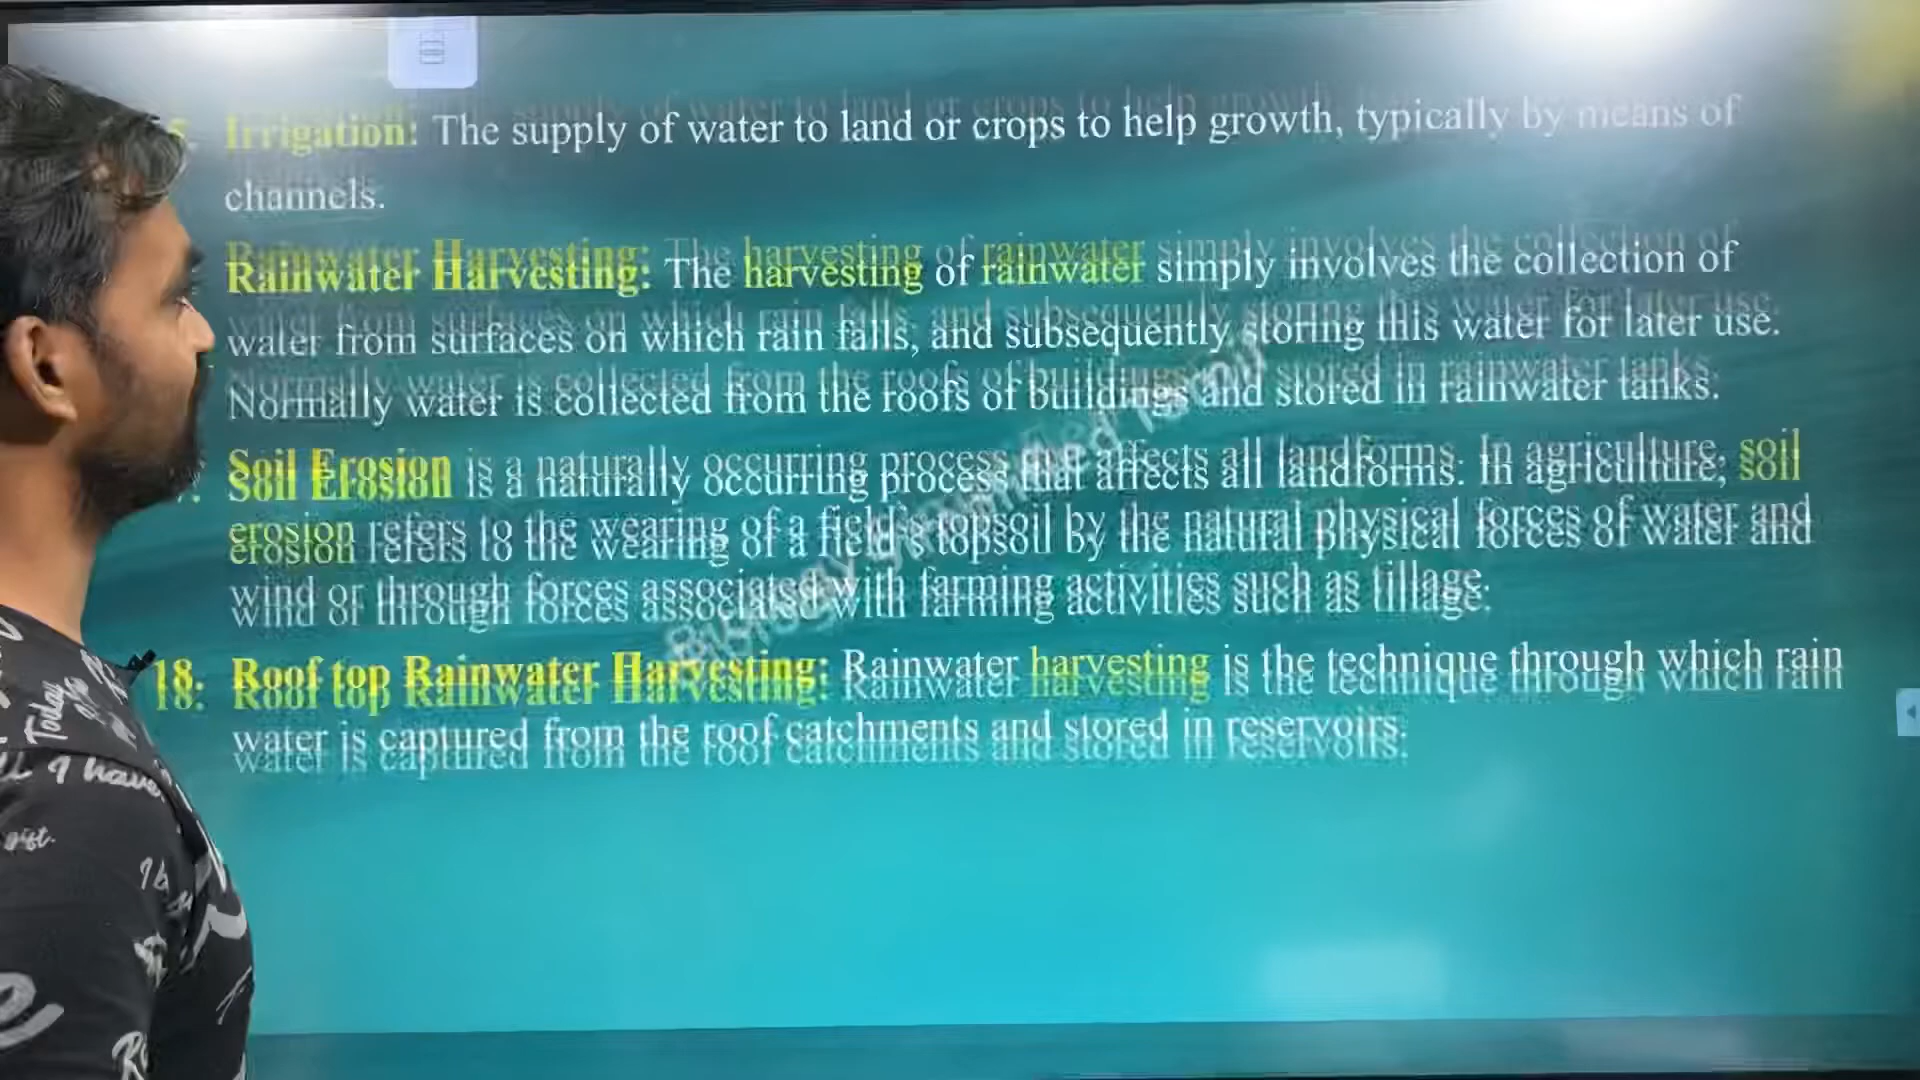 5. Irrigation: The supply of water to land or crops to help growth, typically by means of
channels.
Rainwater Harvesting: The harvesting of rainwater simply involves the collection of
water from surfaces on which rain falls, and subsequently storing this water for later use.
Normally water is collected from the roofs of buildings and stored in rainwater tanks.
Soil Erosion is a naturally occurring process that affects all landforms. In agriculture, soil
erosion refers to the wearing of a field's topsoil by the natural physical forces of water and
wind or through forces associated with farming activities such as tillage.
18. Roof top Rainwater Harvesting: Rainwater harvesting is the technique through which rain
water is captured from the roof catchments and stored in reservoirs.
Today
I have
gift.